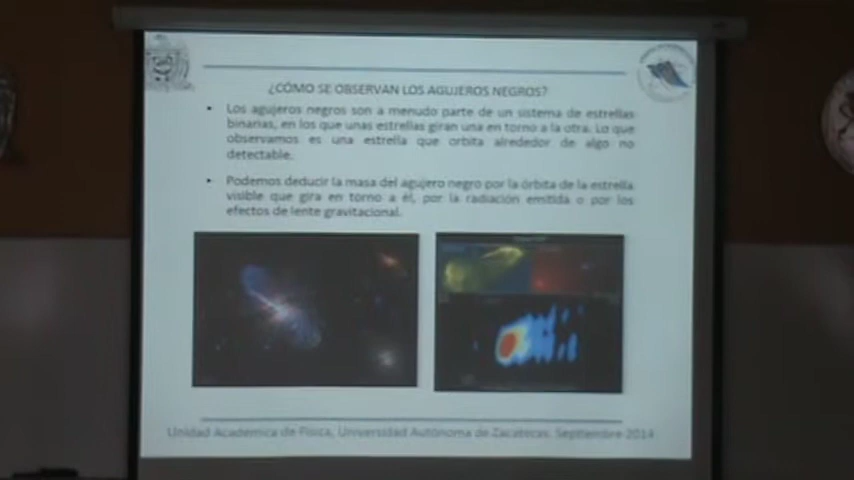 ¿CÓMO SE OBSERVAN LOS AGUJEROS NEGROS?
• Los agujeros negros son a menudo parte de un sistema de estrellas
binarias, en los que unas estrellas giran una en torno a la otra. Lo que
observamos es una estrella que orbita alrededor de algo no
detectable.
• Podemos deducir la masa del agujero negro por la órbita de la estrella
visible que gira en torno a él, por la radiación emitida o por los
efectos de lente gravitacional.
Unidad Academica de Física, Universidad Autónoma de Zacatecas. Septiembre 2014